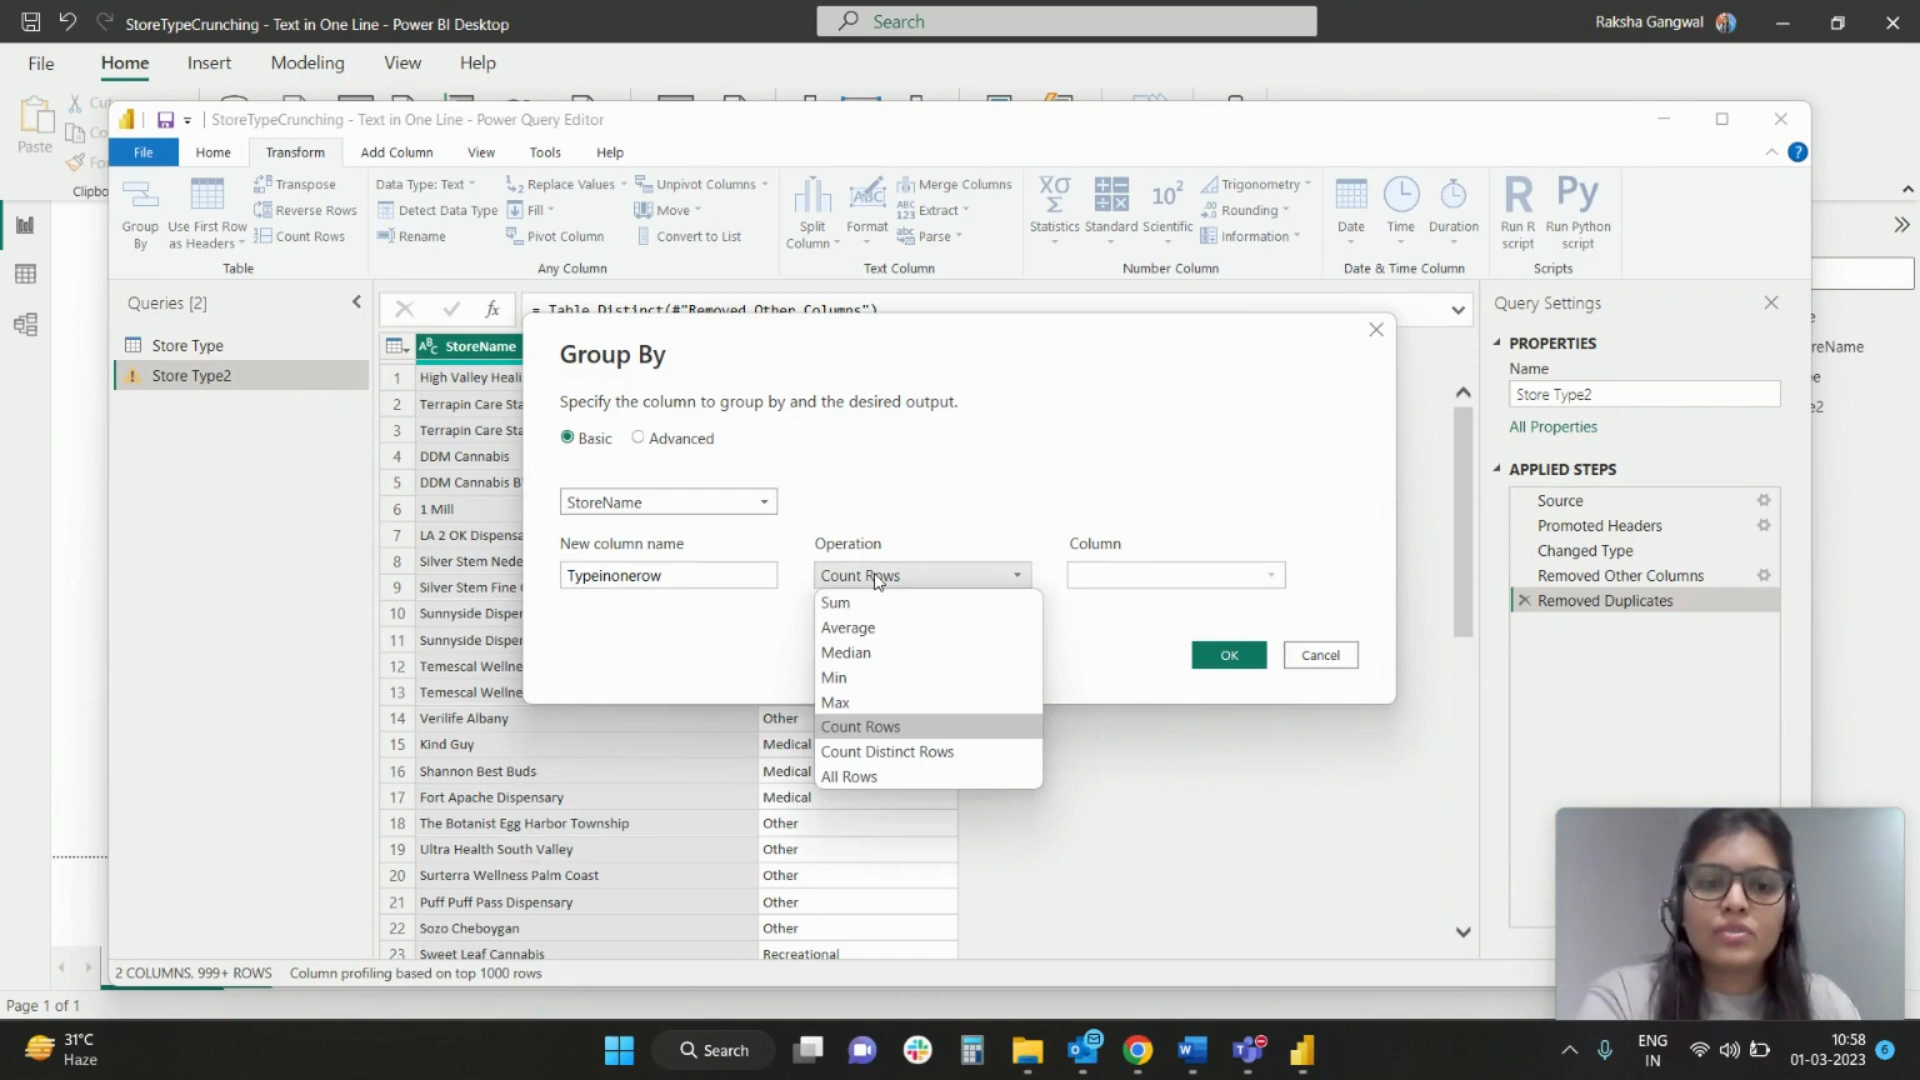 StoreTypeCrunching - Text in One Line - Power BI Desktop
Search
Raksha Gangwal
File
Home
Insert
Modeling
View
Help
Paste
Cut
Co
Fo
Clipbo
StoreTypeCrunching - Text in One Line - Power Query Editor
File
Home
Transform
Add Column
View
Tools
Help
?
Group By
Use First Row as Headers
Transpose
Reverse Rows
Count Rows
Table
Data Type: Text
Detect Data Type
Rename
Replace Values
Fill
Pivot Column
Unpivot Columns
Move
Convert to List
Any Column
Split Column
Format
Merge Columns
Extract
Parse
Text Column
Statistics
Standard
Scientific
Trigonometry
Rounding
Information
Number Column
Date
Time
Duration
Date & Time Column
Run R script
Run Python script
Scripts
Queries [2]
Store Type
Store Type2
fx
= Table.Distinct(#"Removed Other Columns")
StoreName
1 High Valley Heali
2 Terrapin Care Sta
3 Terrapin Care Sta
4 DDM Cannabis
5 DDM Cannabis B
6 1 Mill
7 LA 2 OK Dispensa
8 Silver Stem Nede
9 Silver Stem Fine
10 Sunnyside Disper
11 Sunnyside Disper
12 Temescal Wellne
13 Temescal Wellne
14 Verilife Albany Other
15 Kind Guy Medical
16 Shannon Best Buds Medical
17 Fort Apache Dispensary Medical
18 The Botanist Egg Harbor Township Other
19 Ultra Health South Valley Other
20 Surterra Wellness Palm Coast Other
21 Puff Puff Pass Dispensary Other
22 Sozo Cheboygan Other
23 Sweet Leaf Cannabis Recreational
Group By
Specify the column to group by and the desired output.
Basic
Advanced
StoreName
New column name
Operation
Column
Typeinonerow
Count Rows
Sum
Average
Median
Min
Max
Count Rows
Count Distinct Rows
All Rows
OK
Cancel
Query Settings
PROPERTIES
Name
Store Type2
All Properties
APPLIED STEPS
Source
Promoted Headers
Changed Type
Removed Other Columns
Removed Duplicates
reName
e
e2
2 COLUMNS, 999+ ROWS
Column profiling based on top 1000 rows
Page 1 of 1
31°C
Haze
Search
ENG
IN
10:58
01-03-2023
6